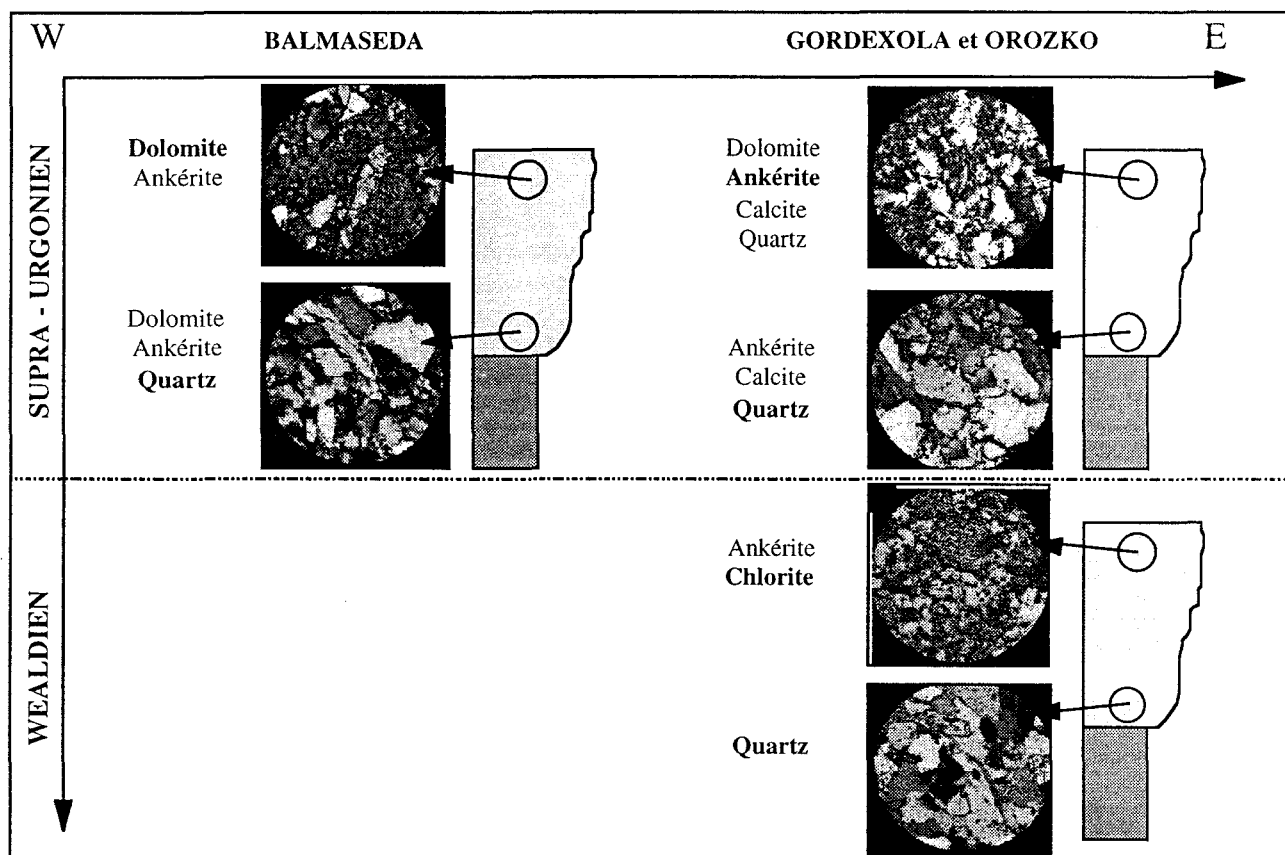 W
BALMASEDA
GORDEXOLA et OROZKO
E
SUPRA - URGONIEN
Dolomite
Ankérite
Dolomite
Ankérite
Calcite
Quartz
Dolomite
Ankérite
Quartz
Ankérite
Calcite
Quartz
WEALDIEN
Ankérite
Chlorite
Quartz